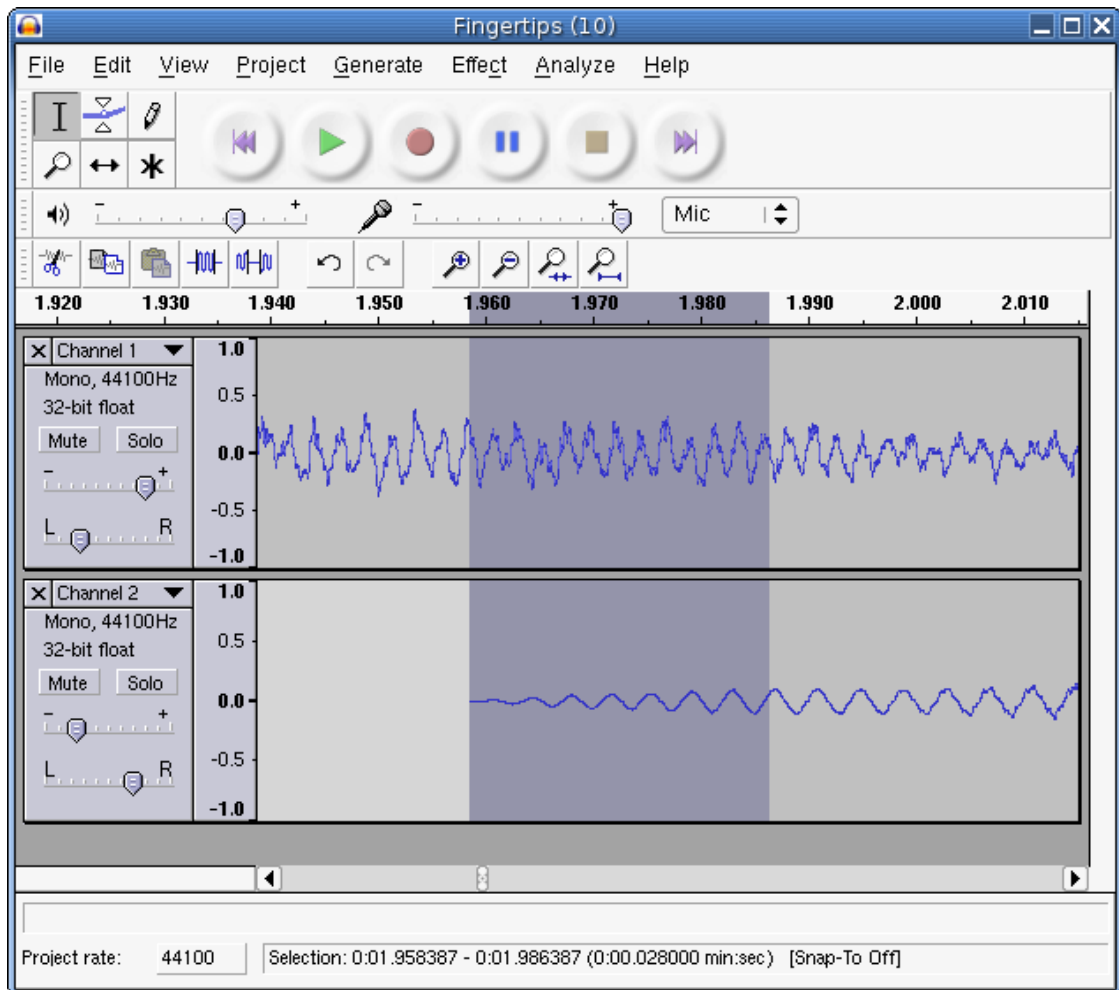 Fingertips (10)
File Edit View Project Generate Effect Analyze Help
- + - + Mic
1.920 1.930 1.940 1.950 1.960 1.970 1.980 1.990 2.000 2.010
Channel 1
Mono, 44100Hz
32-bit float
Mute Solo
- +
L R
1.0
0.5
0.0
-0.5
-1.0
Channel 2
Mono, 44100Hz
32-bit float
Mute Solo
- +
L R
1.0
0.5
0.0
-0.5
-1.0
Project rate: 44100 Selection: 0:01.958387 - 0:01.986387 (0:00.028000 min:sec) [Snap-To Off]